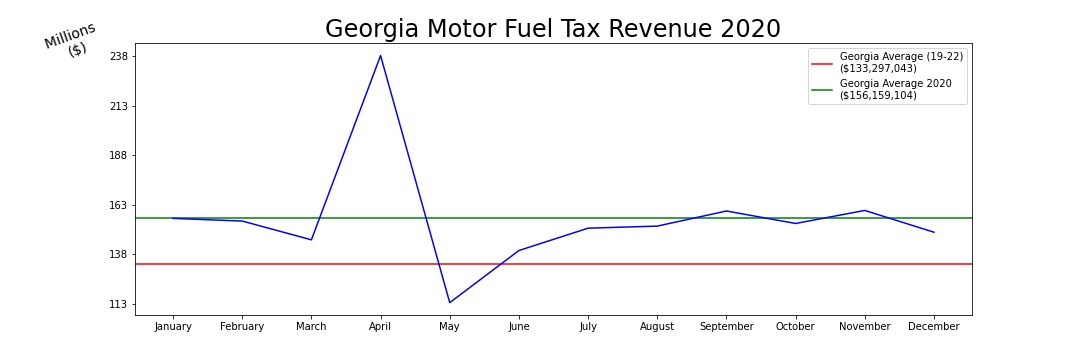 Georgia Motor Fuel Tax Revenue 2020
Millions
($)
Georgia Average (19-22)
($133,297,043)
Georgia Average 2020
($156,159,104)
238
213
188
163
138
113
January February March April May June July August September October November December